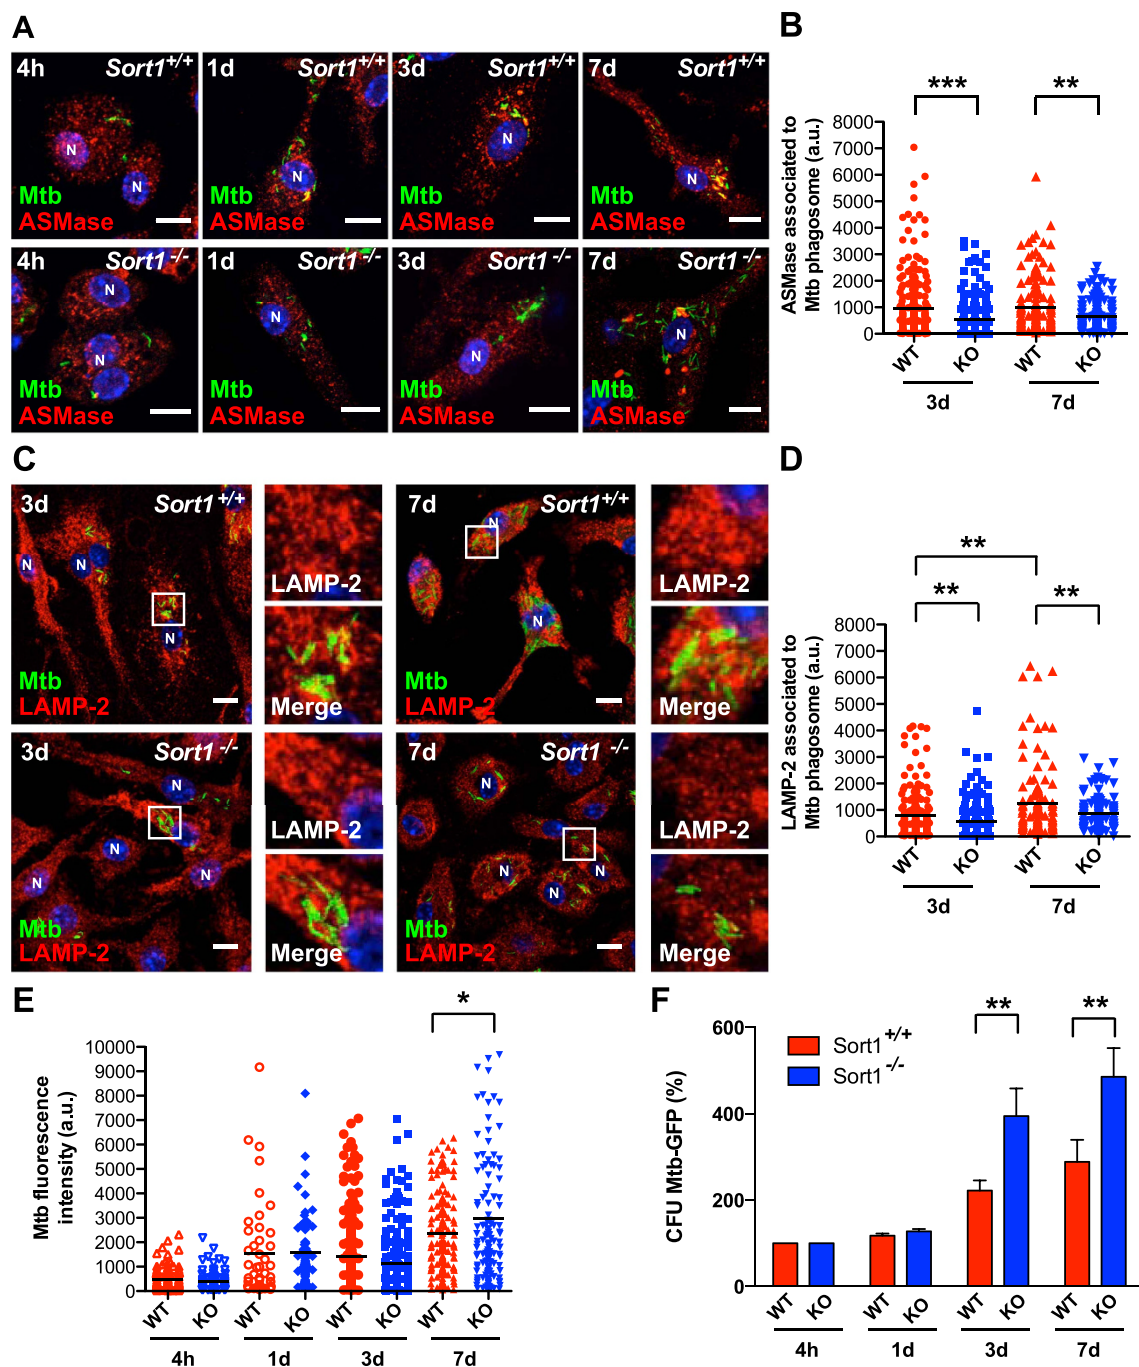 A
4h Sort1+/+
N
N
Mtb
ASMase
1d Sort1+/+
N
Mtb
ASMase
3d Sort1+/+
N
Mtb
ASMase
7d Sort1+/+
N
Mtb
ASMase
4h Sort1-/-
N
N
Mtb
ASMase
1d Sort1-/-
N
Mtb
ASMase
3d Sort1-/-
N
Mtb
ASMase
7d Sort1-/-
N
Mtb
ASMase
B
*** **
ASMase associated to
Mtb phagosome (a.u.)
8000
7000
6000
5000
4000
3000
2000
1000
0
WT KO WT KO
3d 7d
C
3d Sort1+/+
N N
N
Mtb
LAMP-2
LAMP-2
Merge
7d Sort1+/+
N
N
Mtb
LAMP-2
LAMP-2
Merge
3d Sort1-/-
N
N
N N
Mtb
LAMP-2
LAMP-2
Merge
7d Sort1-/-
N
N
N
Mtb
LAMP-2
LAMP-2
Merge
D
**
** **
LAMP-2 associated to
Mtb phagosome (a.u.)
8000
7000
6000
5000
4000
3000
2000
1000
0
WT KO WT KO
3d 7d
E
*
Mtb fluorescence
intensity (a.u.)
10000
9000
8000
7000
6000
5000
4000
3000
2000
1000
0
WT KO WT KO WT KO WT KO
4h 1d 3d 7d
F
** **
Sort1+/+
Sort1-/-
CFU Mtb-GFP (%)
600
400
200
0
WT KO WT KO WT KO WT KO
4h 1d 3d 7d